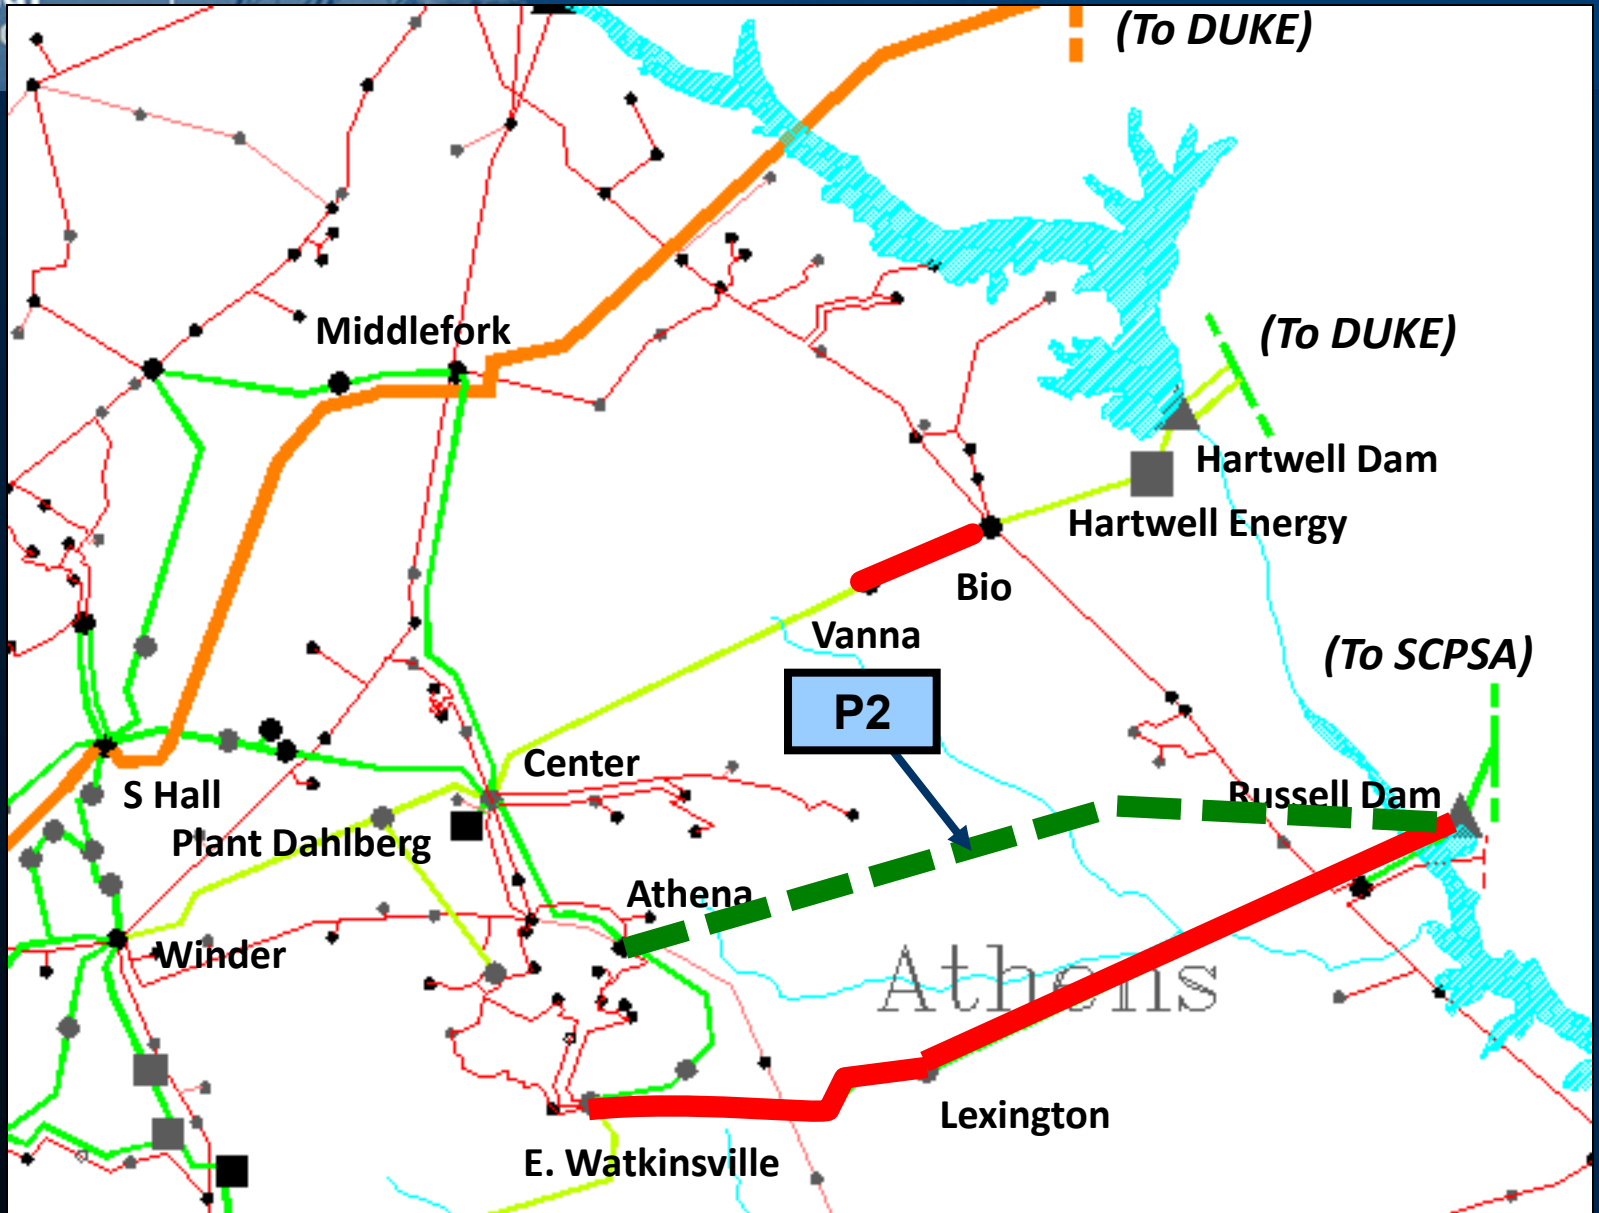 (To DUKE)
Middlefork
(To DUKE)
Hartwell Dam
Hartwell Energy
Bio
Vanna
(To SCPSA)
P2
Center
S Hall
Russell Dam
Plant Dahlberg
Athena
Winder
Athens
Lexington
E. Watkinsville